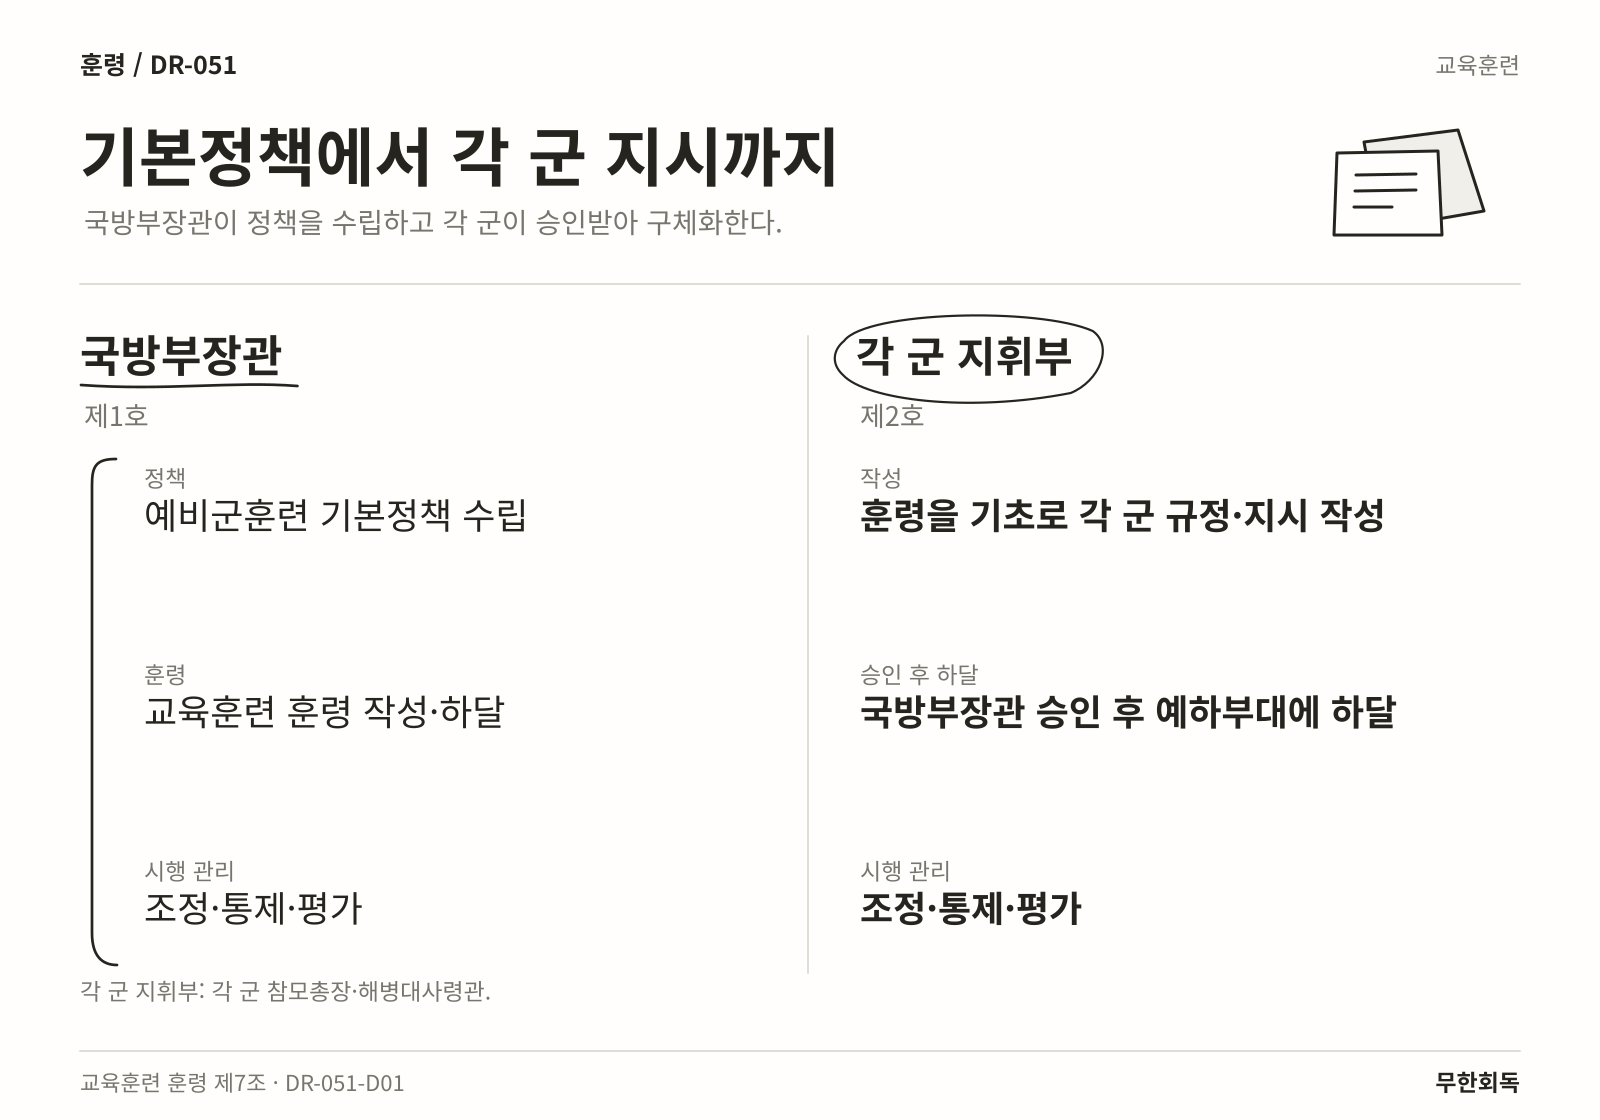 훈령 / DR-051
교육훈련
기본정책에서 각 군 지시까지
국방부장관이 정책을 수립하고 각 군이 승인받아 구체화한다.
국방부장관
제1호
정책
예비군훈련 기본정책 수립
훈령
교육훈련 훈령 작성·하달
시행 관리
조정·통제·평가
각 군 지휘부
제2호
작성
훈령을 기초로 각 군 규정·지시 작성
승인 후 하달
국방부장관 승인 후 예하부대에 하달
시행 관리
조정·통제·평가
각 군 지휘부: 각 군 참모총장·해병대사령관.
교육훈련 훈령 제7조 · DR-051-D01
무한회독